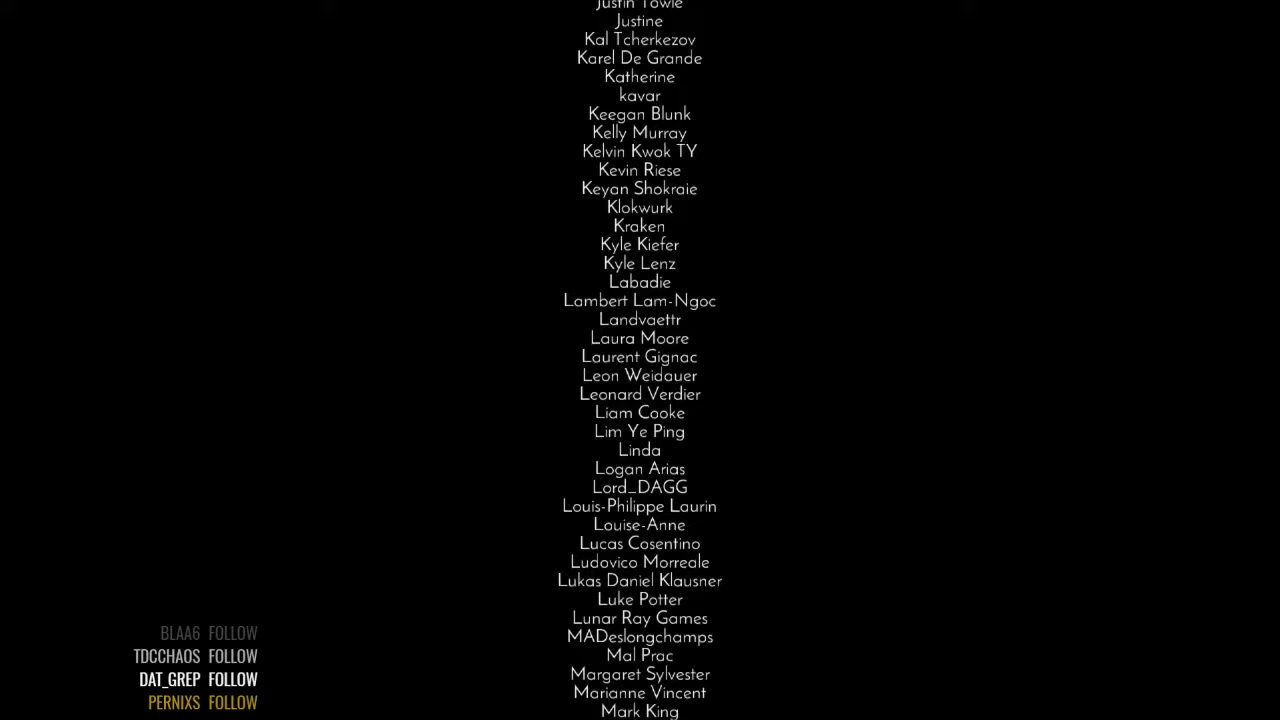 Justin Towle
Justine
Kal Tcherkezov
Karel De Grande
Katherine
kavar
Keegan Blunk
Kelly Murray
Kelvin Kwok TY
Kevin Riese
Keyan Shokraie
Klokwurk
Kraken
Kyle Kiefer
Kyle Lenz
Labadie
Lambert Lam-Ngoc
Landvaettr
Laura Moore
Laurent Gignac
Leon Weidauer
Leonard Verdier
Liam Cooke
Lim Ye Ping
Linda
Logan Arias
Lord_DAGG
Louis-Philippe Laurin
Louise-Anne
Lucas Cosentino
Ludovico Morreale
Lukas Daniel Klausner
Luke Potter
Lunar Ray Games
MADeslongchamps
Mal Prac
Margaret Sylvester
Marianne Vincent
Mark King
BLAA6 FOLLOW
TDCCHAOS FOLLOW
DAT_GREP FOLLOW
PERNIXS FOLLOW